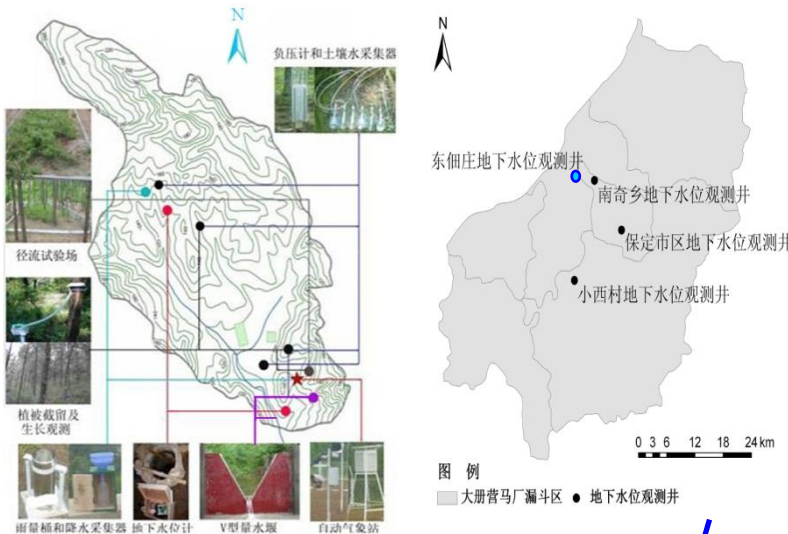 N
负压计和土壤水采集器
径流试验场
植被截留及
生长观测
雨量桶和降水采集器
地下水位计
V型量水堰
自动气象站
N
东佃庄地下水位观测井
南奇乡地下水位观测井
保定市区地下水位观测井
小西村地下水位观测井
0 3 6 12 18 24 km
图 例
大册营马厂漏斗区
地下水位观测井